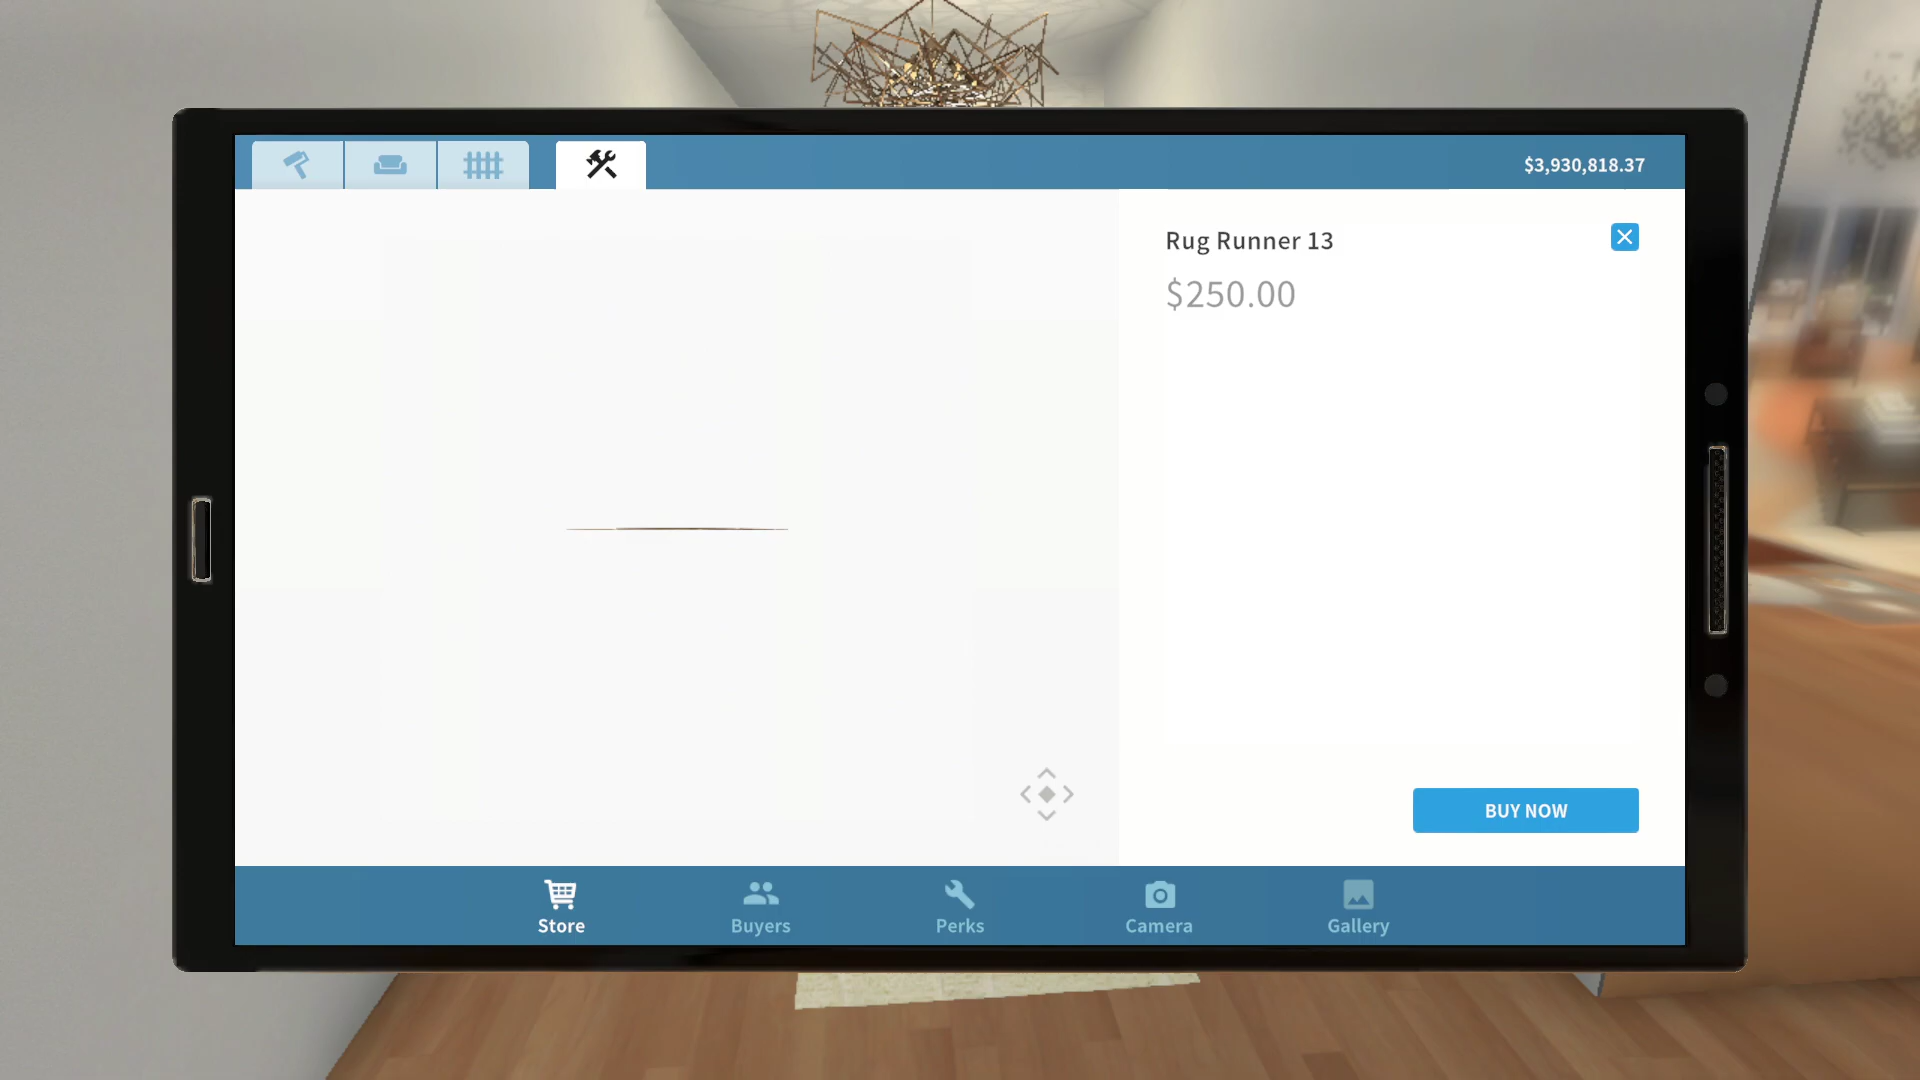 $3,930,818.37
Rug Runner 13
$250.00
BUY NOW
Store
Buyers
Perks
Camera
Gallery